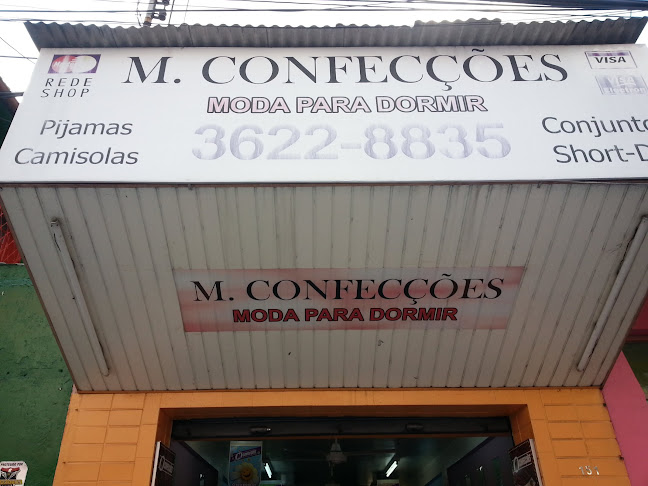 REDE
SHOP
M. CONFECÇÕES
VISA
MODA PARA DORMIR
Pijamas
Camisolas
3622-8835
Conjunto
Short-D
M. CONFECÇÕES
MODA PARA DORMIR